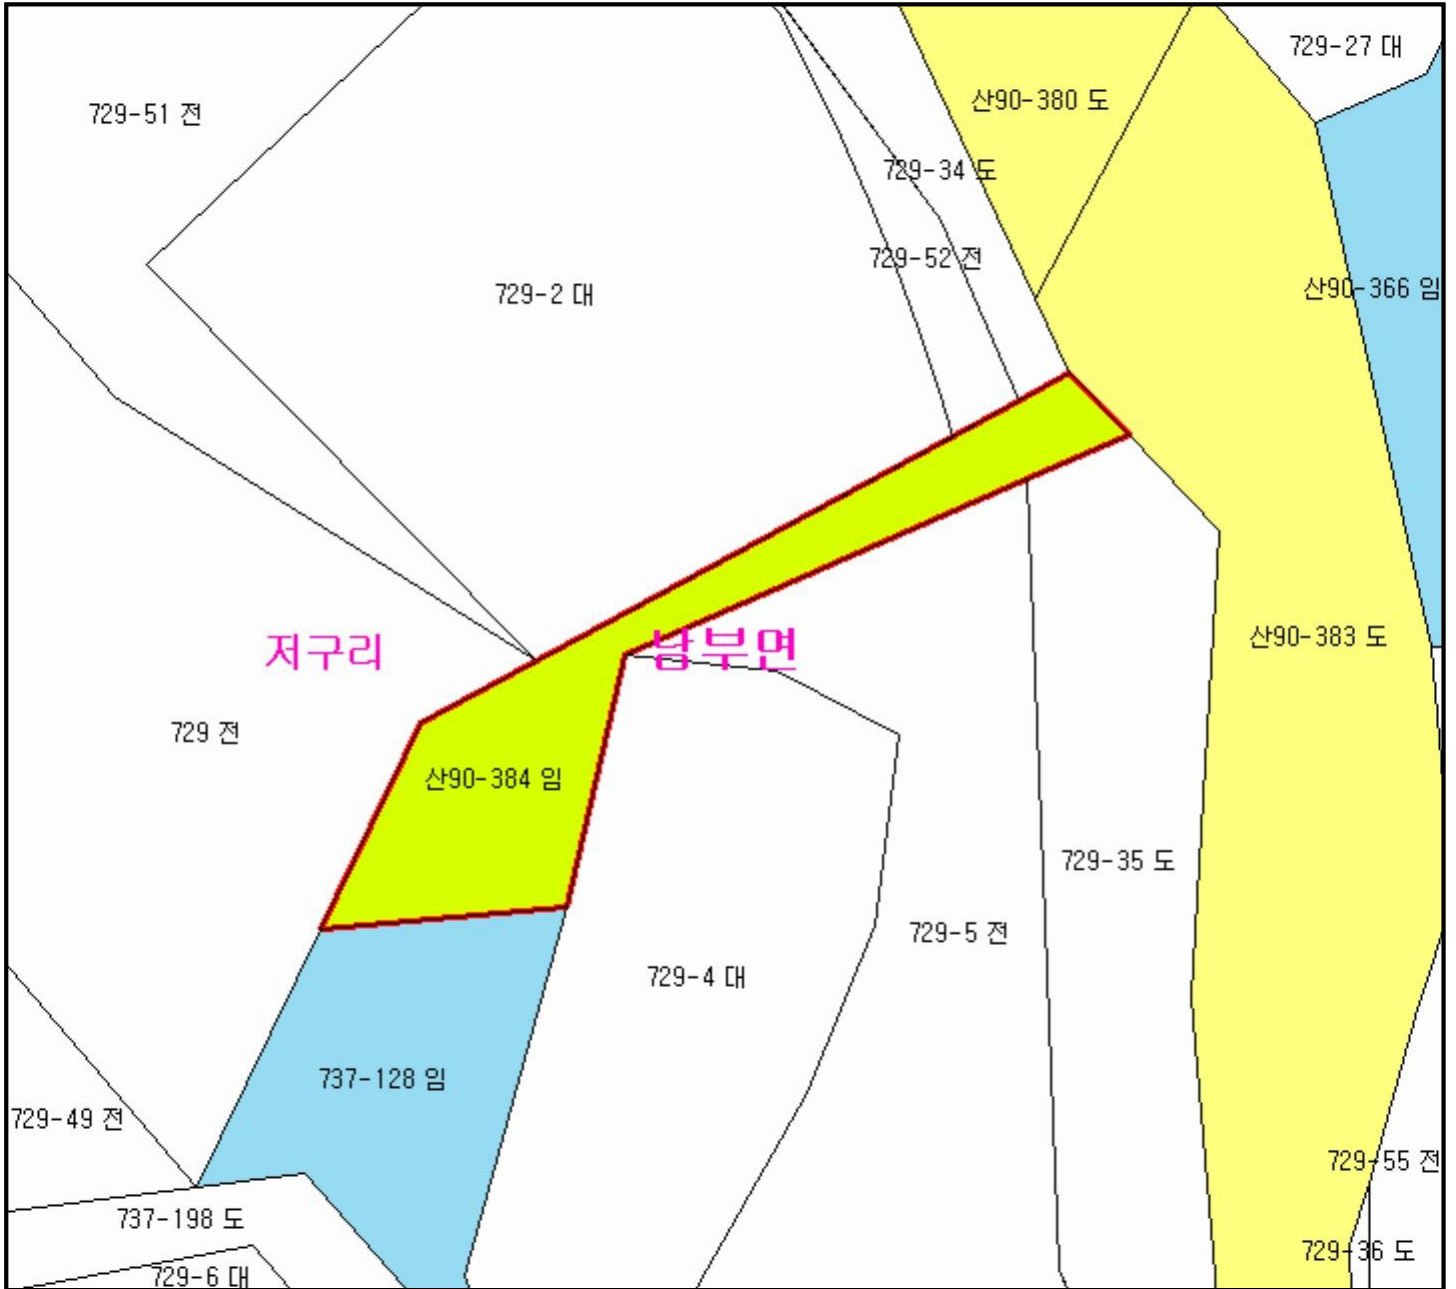 729-27 대
산90-380 도
729-51 전
729-34 도
729-52 전
산90-366 임
729-2 대
산90-383 도
저구리
남부면
729 전
산90-384 임
729-35 도
729-5 전
729-4 대
737-128 임
729-49 전
729-55 전
737-198 도
729-36 도
729-6 대